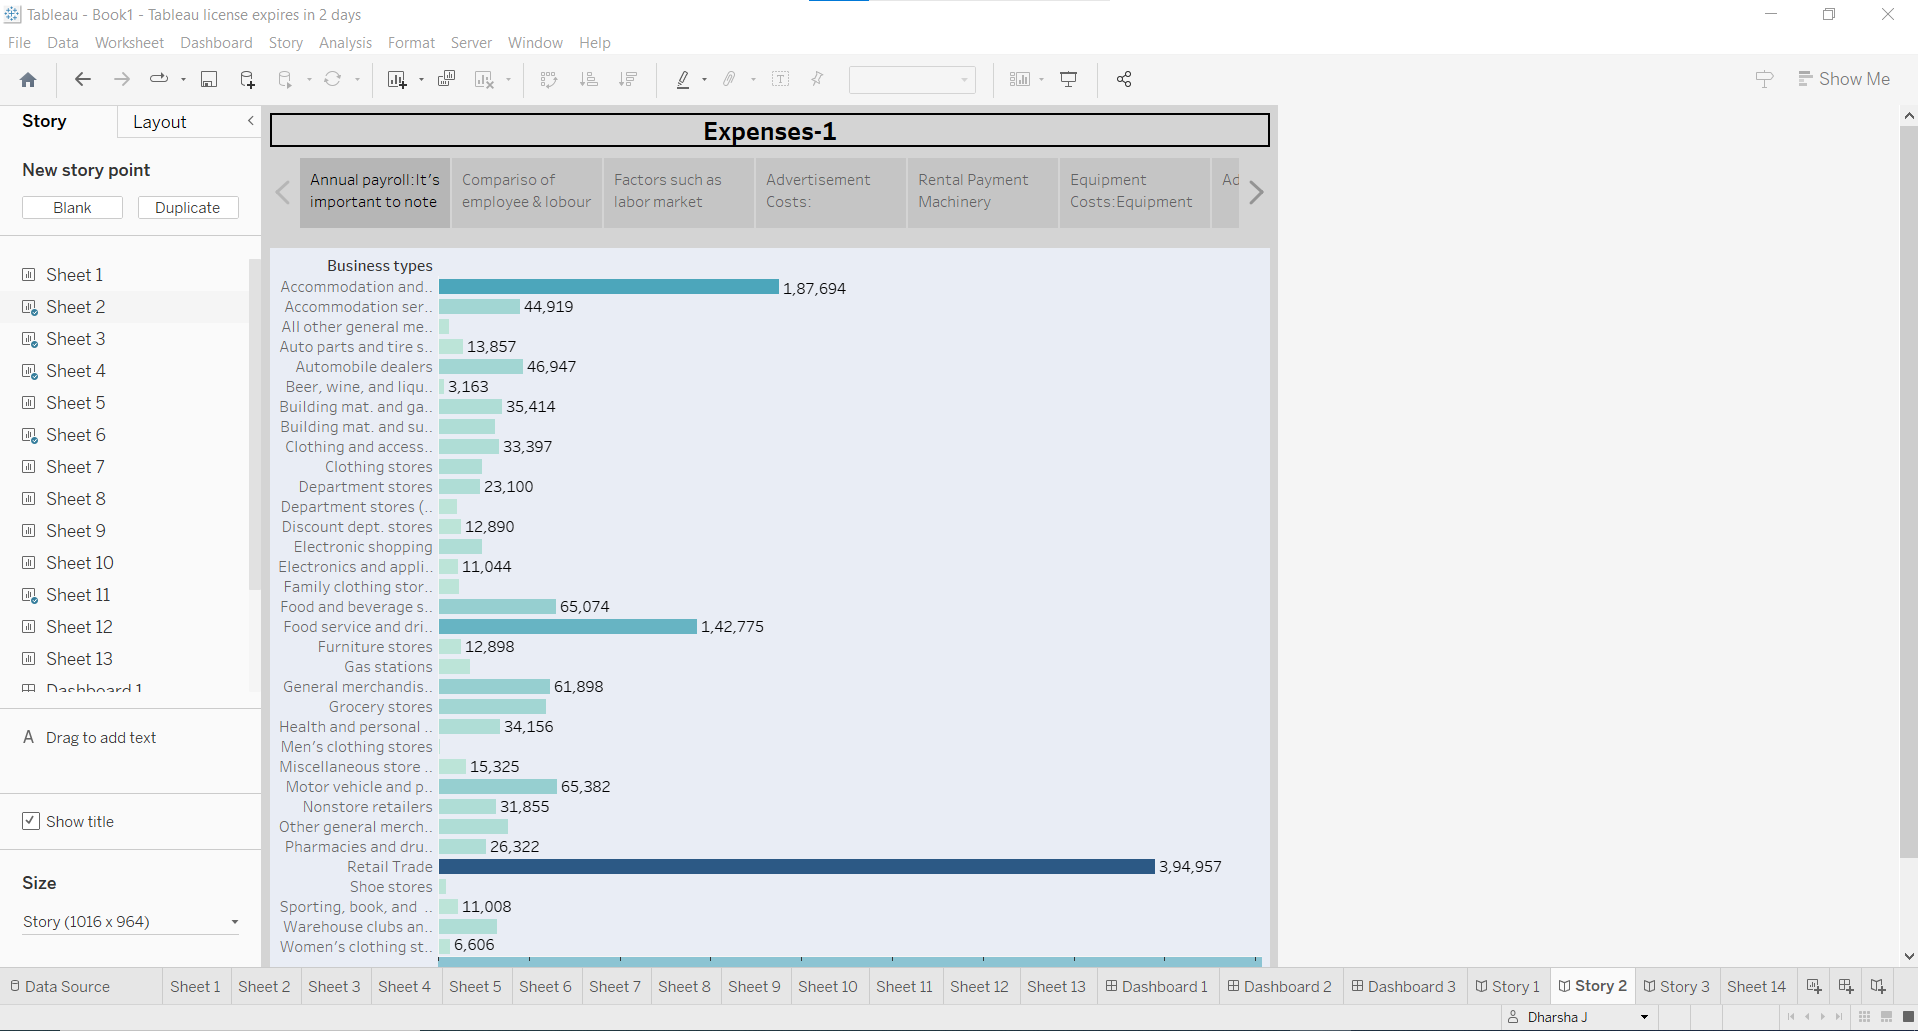 Tableau - Book1 - Tableau license expires in 2 days
File Data Worksheet Dashboard Story Analysis Format Server Window Help
Show Me
Story Layout
New story point
Blank Duplicate
Sheet 1
Sheet 2
Sheet 3
Sheet 4
Sheet 5
Sheet 6
Sheet 7
Sheet 8
Sheet 9
Sheet 10
Sheet 11
Sheet 12
Sheet 13
Dashboard 1
A Drag to add text
Show title
Size
Story (1016 x 964)
Expenses-1
Annual payroll:It's
important to note
Compariso of
employee & lobour
Factors such as
labor market
Advertisement
Costs:
Rental Payment
Machinery
Equipment
Costs:Equipment
Ad
Business types
Accommodation and.. 1,87,694
Accommodation ser.. 44,919
All other general me..
Auto parts and tire s.. 13,857
Automobile dealers 46,947
Beer, wine, and liqu.. 3,163
Building mat. and ga.. 35,414
Building mat. and su..
Clothing and access.. 33,397
Clothing stores
Department stores 23,100
Department stores (..
Discount dept. stores 12,890
Electronic shopping
Electronics and appli.. 11,044
Family clothing stor..
Food and beverage s.. 65,074
Food service and dri.. 1,42,775
Furniture stores 12,898
Gas stations
General merchandis.. 61,898
Grocery stores
Health and personal .. 34,156
Men's clothing stores
Miscellaneous store .. 15,325
Motor vehicle and p.. 65,382
Nonstore retailers 31,855
Other general merch..
Pharmacies and dru.. 26,322
Retail Trade 3,94,957
Shoe stores
Sporting, book, and .. 11,008
Warehouse clubs an..
Women's clothing st.. 6,606
Data Source Sheet 1 Sheet 2 Sheet 3 Sheet 4 Sheet 5 Sheet 6 Sheet 7 Sheet 8 Sheet 9 Sheet 10 Sheet 11 Sheet 12 Sheet 13 Dashboard 1 Dashboard 2 Dashboard 3 Story 1 Story 2 Story 3 Sheet 14
Dharsha J